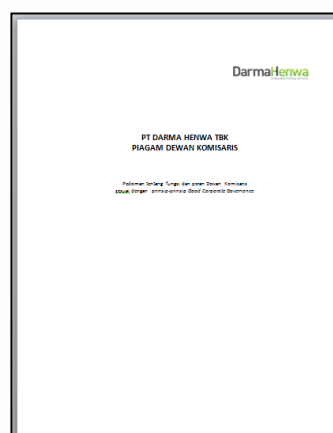 DarmaHenwa
PT DARMA HENWA TBK
PIAGAM DEWAN KOMISARIS
Pedoman tentang fungsi dan peran Dewan Komisaris
sesuai dengan prinsip-prinsip Good Corporate Governance